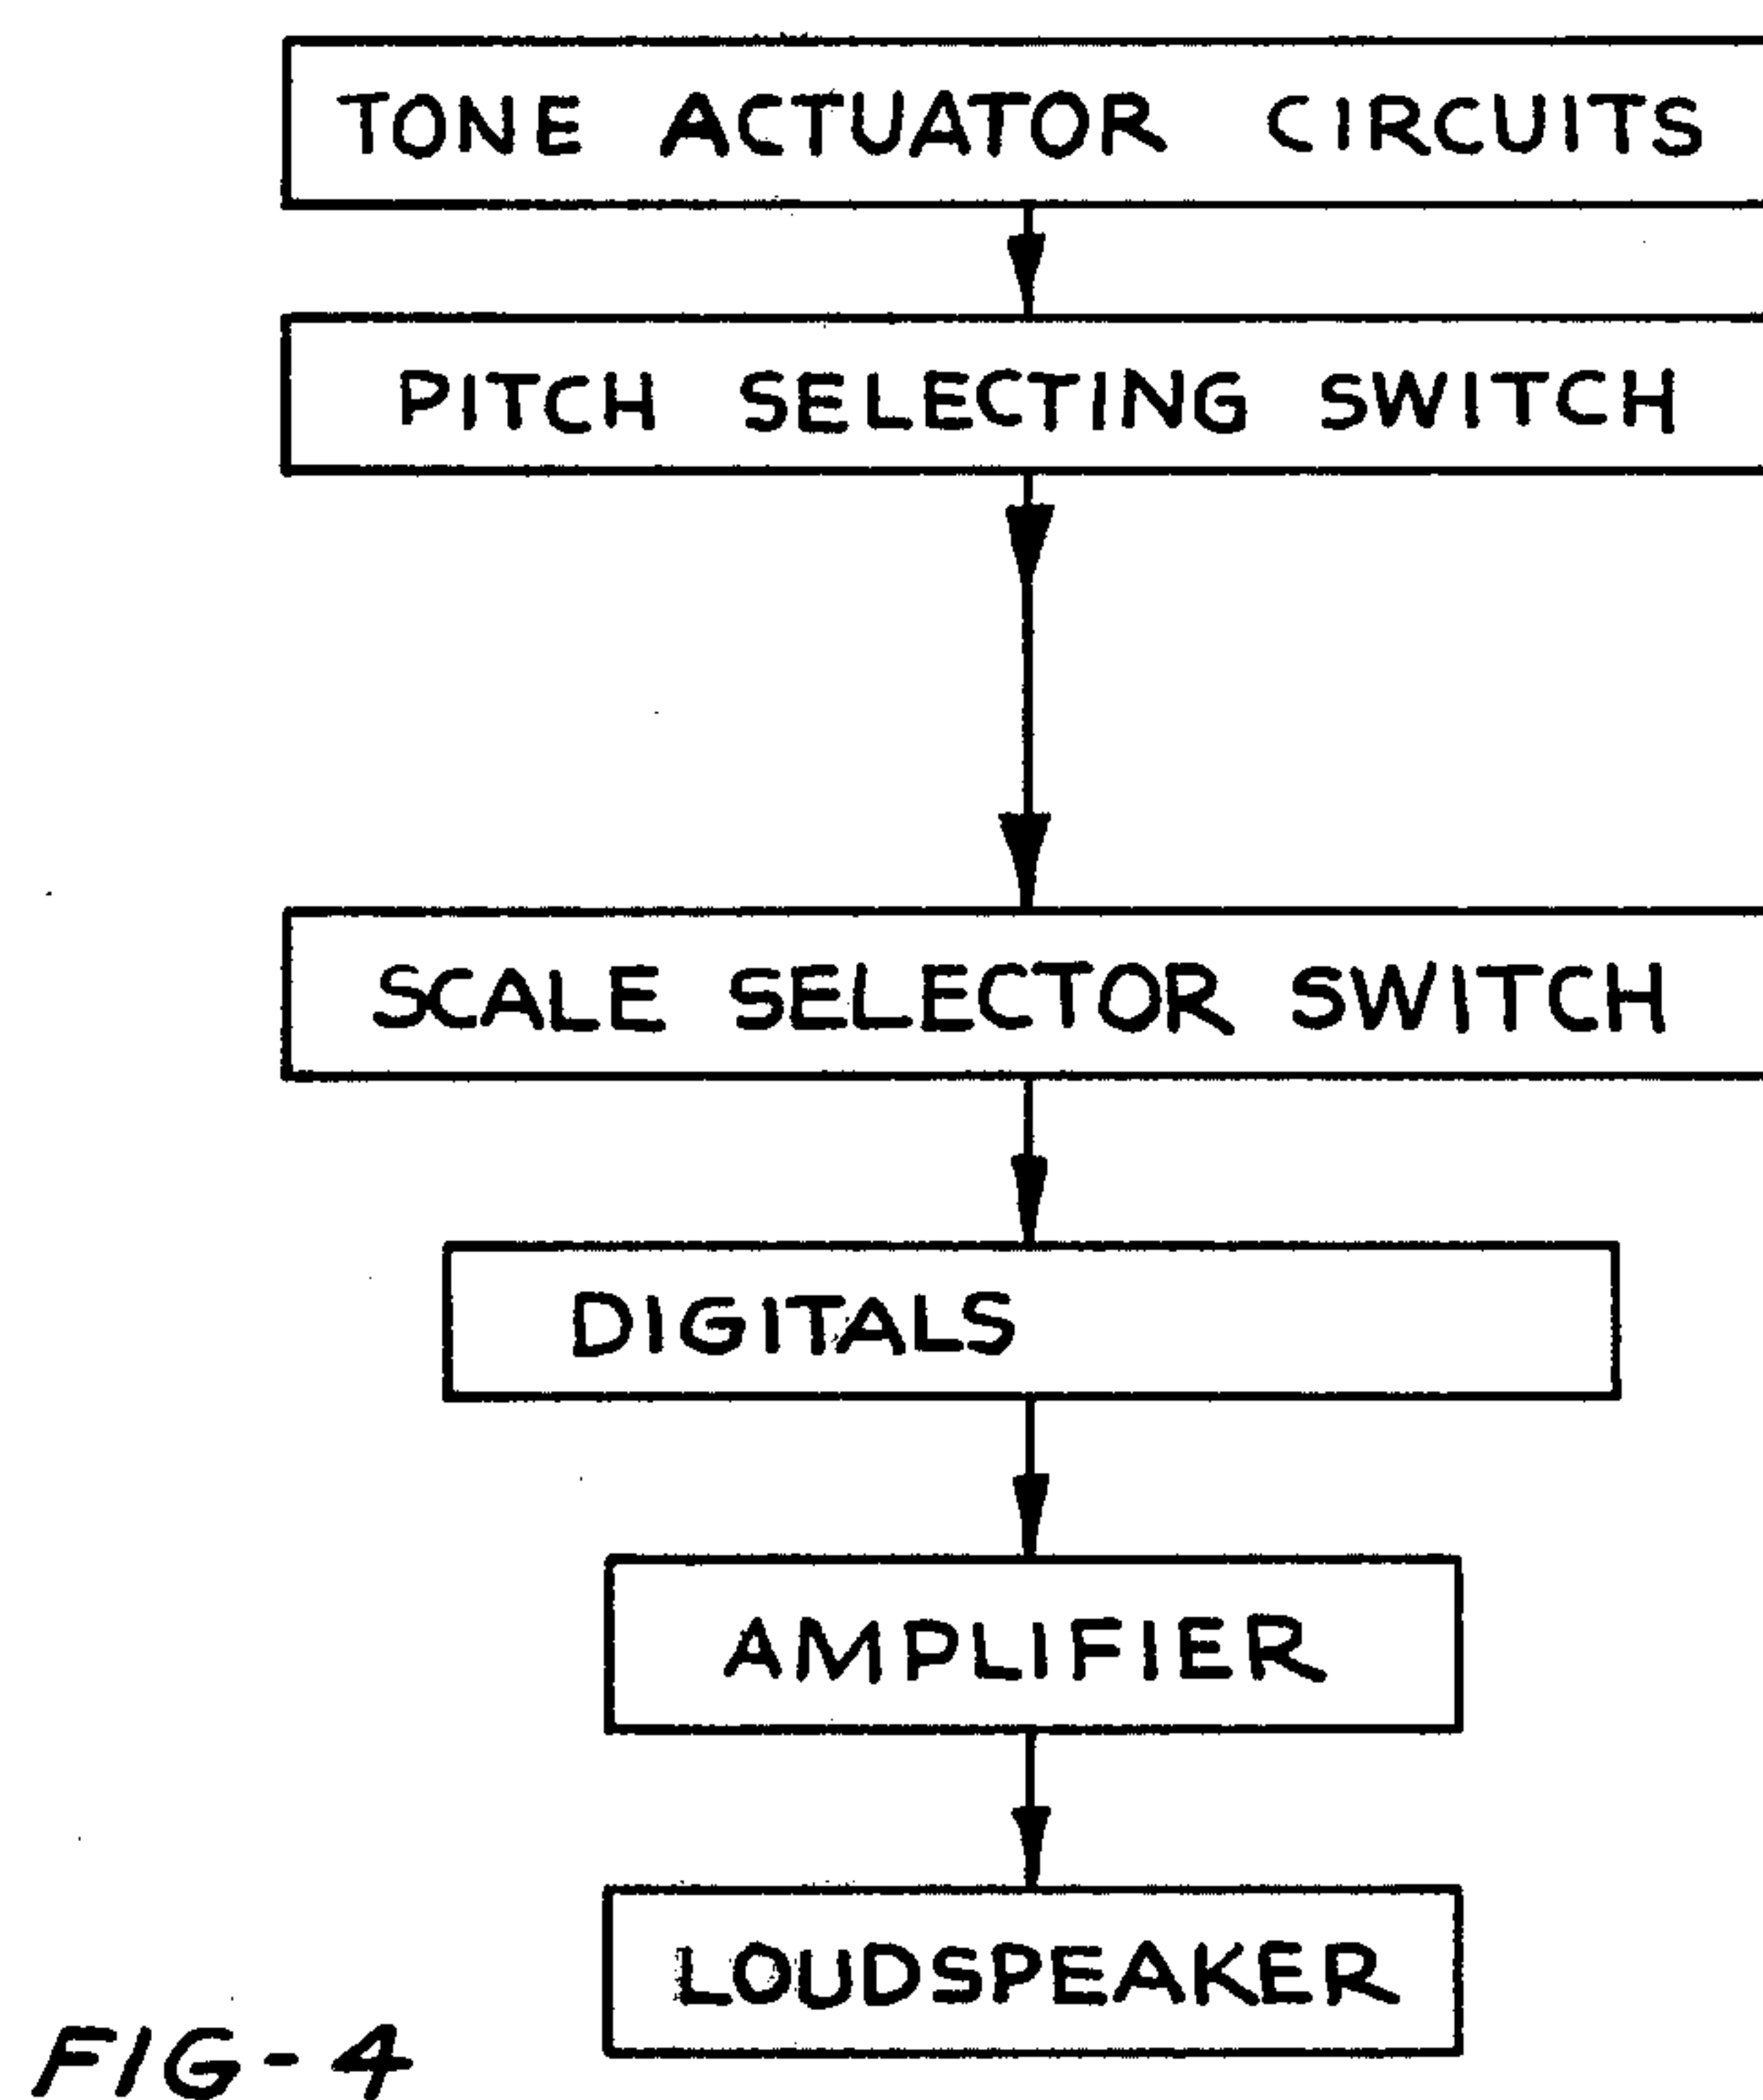 TONE ACTUATOR CIRCUITS
PITCH SELECTING SWITCH
SCALE SELECTOR SWITCH
DIGITALS
AMPLIFIER
LOUDSPEAKER
FIG-4